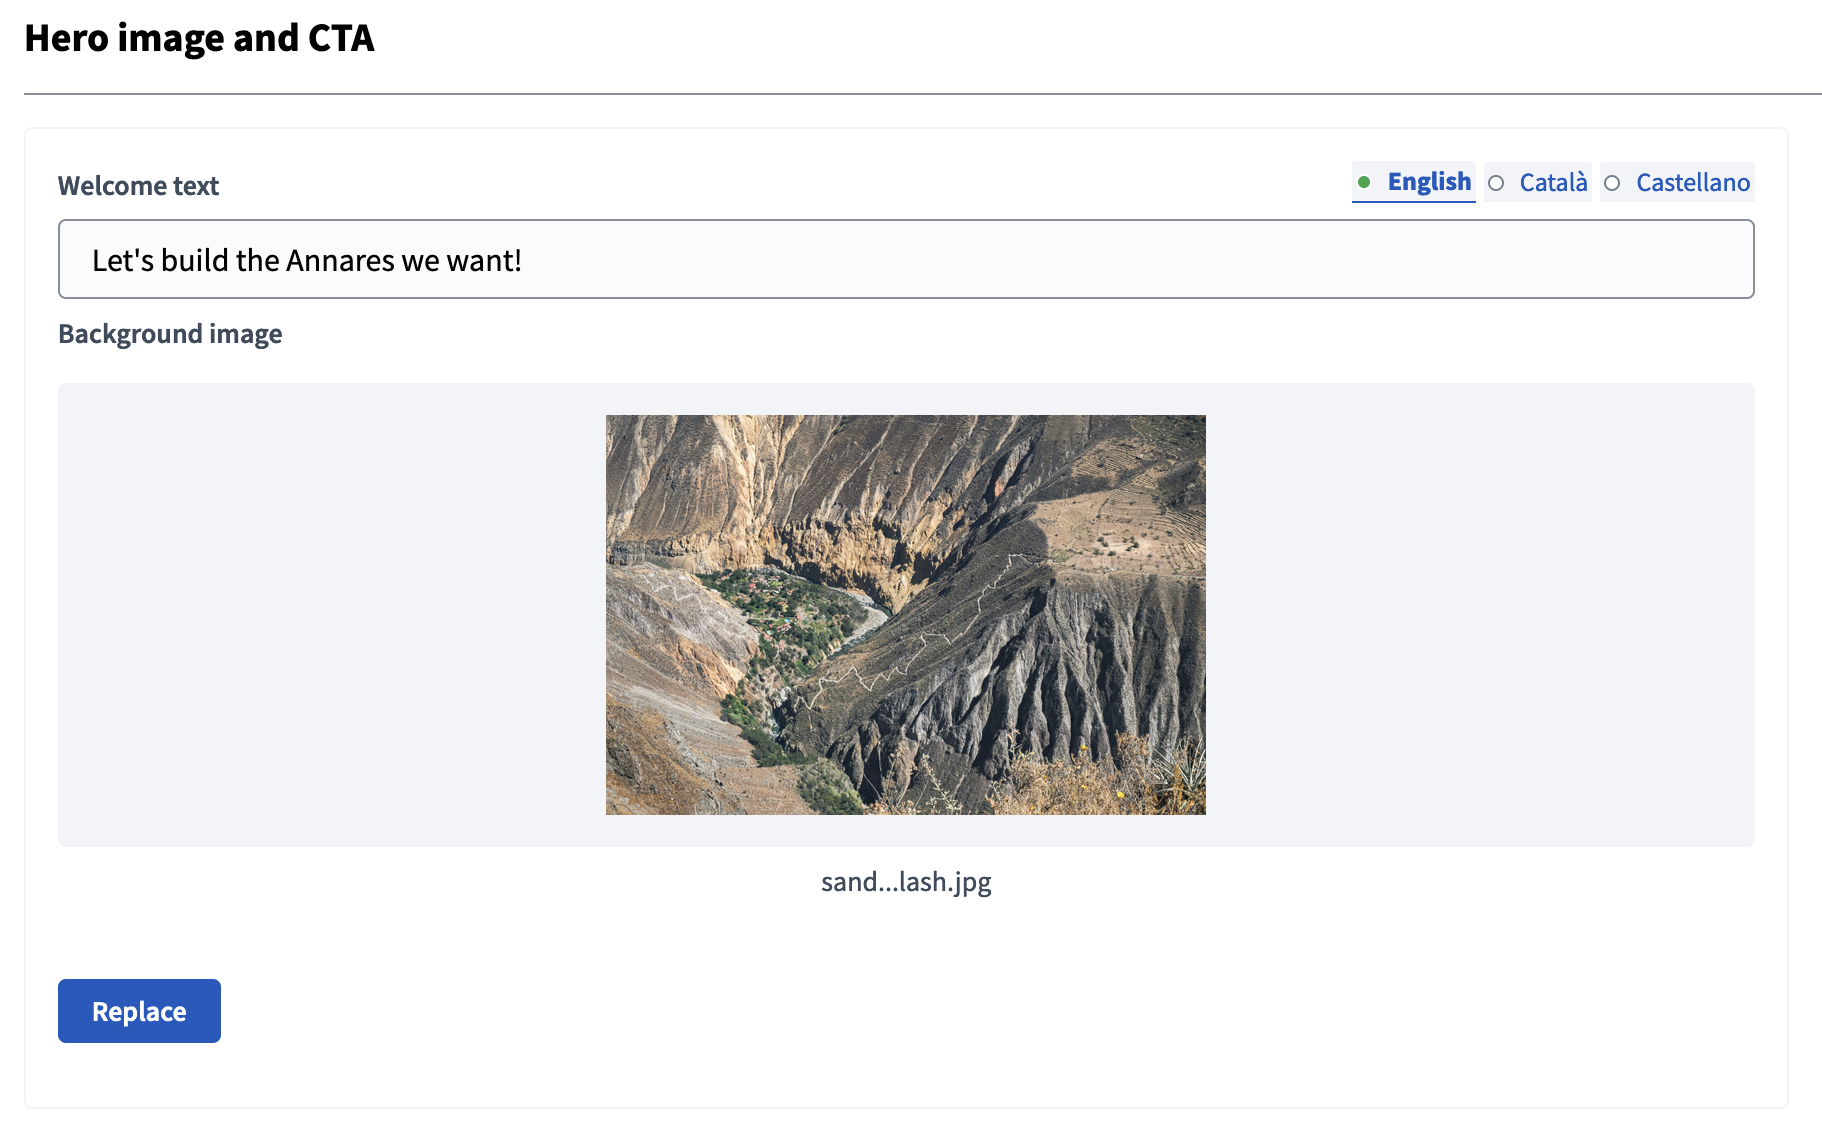 Hero image and CTA
Welcome text
English
Català
Castellano
Let's build the Annares we want!
Background image
sand...lash.jpg
Replace